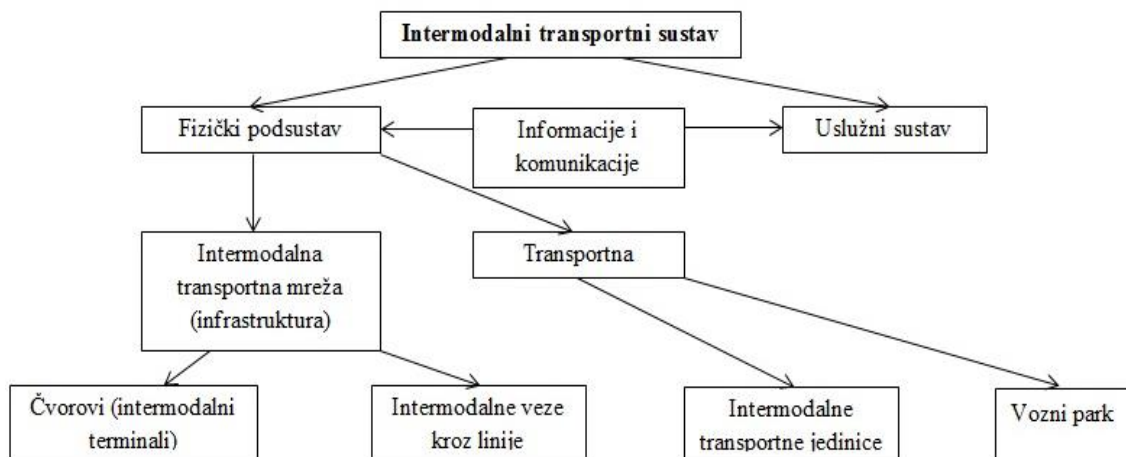 Intermodalni transportni sustav
Fizički podsustav
Informacije i
komunikacije
Uslužni sustav
Intermodalna
transportna mreža
(infrastruktura)
Transportna
Čvorovi (intermodalni
terminali)
Intermodalne veze
kroz linije
Intermodalne
transportne jedinice
Vozni park